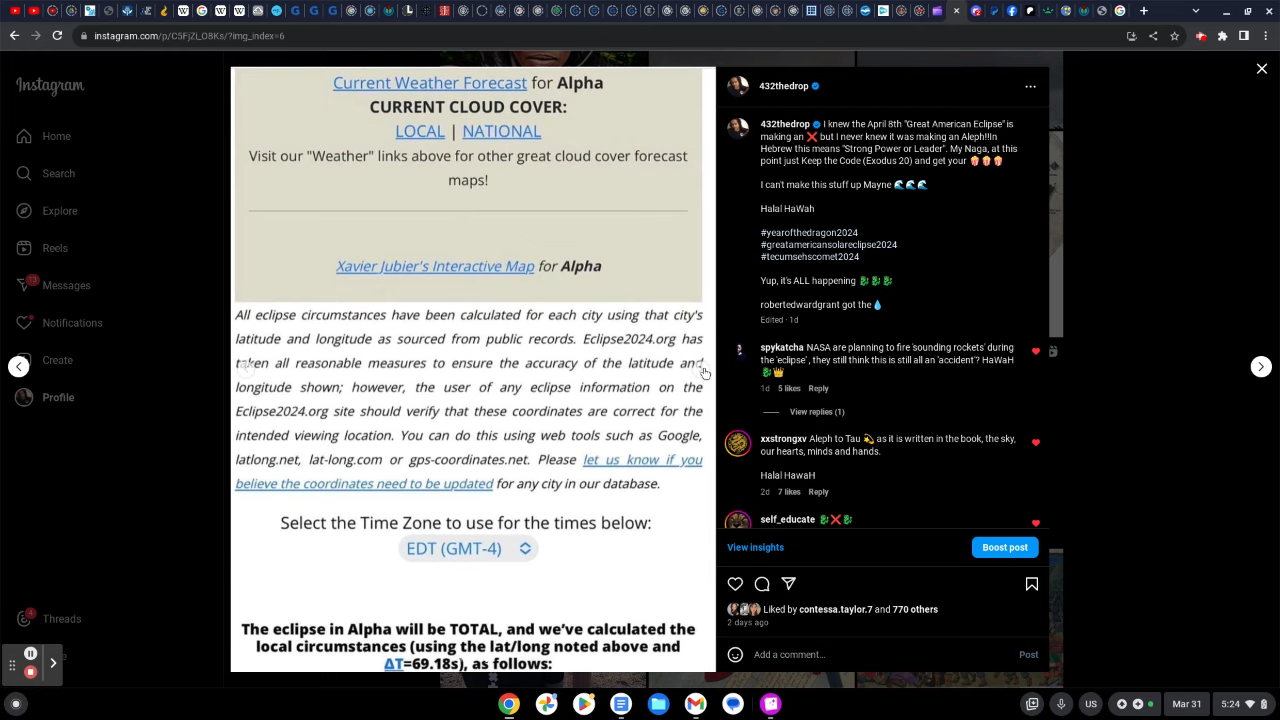 instagram.com/p/C5FjZi_O8Ks/?img_index=6
Instagram
Home
Search
Explore
Reels
13
Messages
Notifications
Create
Profile
4
Threads
Current Weather Forecast for Alpha
CURRENT CLOUD COVER:
LOCAL | NATIONAL
Visit our "Weather" links above for other great cloud cover forecast
maps!
Xavier Jubier's Interactive Map for Alpha
All eclipse circumstances have been calculated for each city using that city's
latitude and longitude as sourced from public records. Eclipse2024.org has
taken all reasonable measures to ensure the accuracy of the latitude and
longitude shown; however, the user of any eclipse information on the
Eclipse2024.org site should verify that these coordinates are correct for the
intended viewing location. You can do this using web tools such as Google,
latlong.net, lat-long.com or gps-coordinates.net. Please let us know if you
believe the coordinates need to be updated for any city in our database.
Select the Time Zone to use for the times below:
EDT (GMT-4)
The eclipse in Alpha will be TOTAL, and we've calculated the
local circumstances (using the lat/long noted above and
ΔT=69.18s), as follows:
432thedrop
432thedrop I knew the April 8th "Great American Eclipse" is
making an ❌ but I never knew it was making an Aleph!!In
Hebrew this means "Strong Power or Leader". My Naga, at this
point just Keep the Code (Exodus 20) and get your 🍿🍿🍿
I can't make this stuff up Mayne 🌊🌊🌊
Halal HaWah
#yearofthedragon2024
#greatamericansolareclipse2024
#tecumsehscomet2024
Yup, it's ALL happening 🐉🐉🐉
robertedwardgrant got the 💧
Edited · 1d
spykatcha NASA are planning to fire 'sounding rockets' during
the 'eclipse', they still think this is still all an 'accident'? HaWaH
🐉👑
1d 5 likes Reply
View replies (1)
xxstrongxv Aleph to Tau 💫 as it is written in the book, the sky,
our hearts, minds and hands.
Halal HawaH
2d 7 likes Reply
self_educate 🐉❌🐉
View insights
Boost post
Liked by contessa.taylor.7 and 770 others
2 days ago
Add a comment...
Post
US
Mar 31
5:24